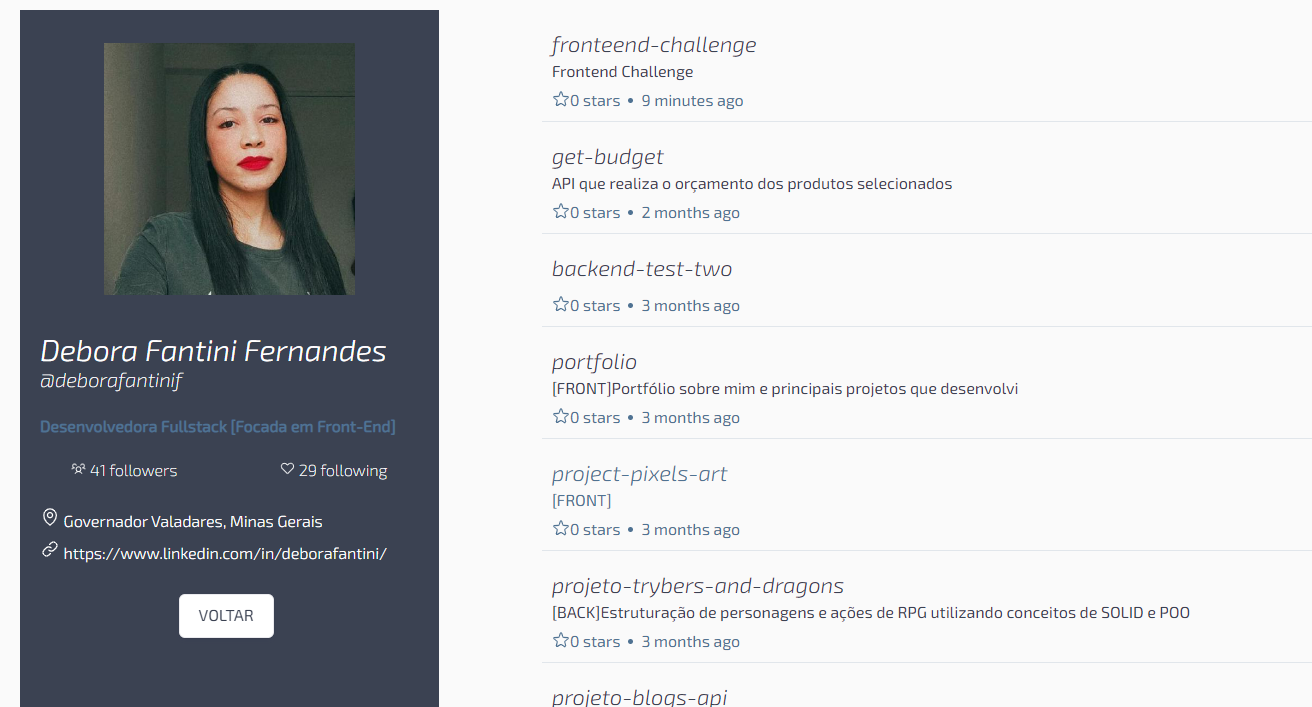 Debora Fantini Fernandes
@deborafantinif
Desenvolvedora Fullstack [Focada em Front-End]
41 followers 29 following
Governador Valadares, Minas Gerais
https://www.linkedin.com/in/deborafantini/
VOLTAR
fronteend-challenge
Frontend Challenge
0 stars • 9 minutes ago
get-budget
API que realiza o orçamento dos produtos selecionados
0 stars • 2 months ago
backend-test-two
0 stars • 3 months ago
portfolio
[FRONT]Portfólio sobre mim e principais projetos que desenvolvi
0 stars • 3 months ago
project-pixels-art
[FRONT]
0 stars • 3 months ago
projeto-trybers-and-dragons
[BACK]Estruturação de personagens e ações de RPG utilizando conceitos de SOLID e POO
0 stars • 3 months ago
projeto-blogs-api